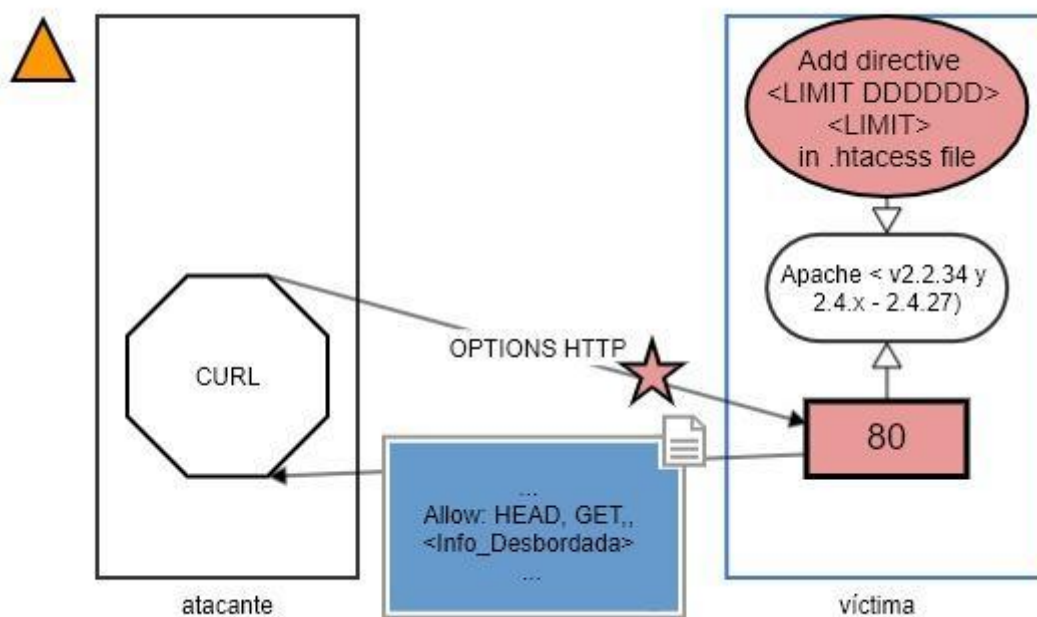 Add directive
<LIMIT DDDDDD>
<LIMIT>
in .htacess file
Apache < v2.2.34 y
2.4.x - 2.4.27)
OPTIONS HTTP
CURL
80
...
Allow: HEAD, GET,,
<Info_Desbordada>
...
atacante
víctima